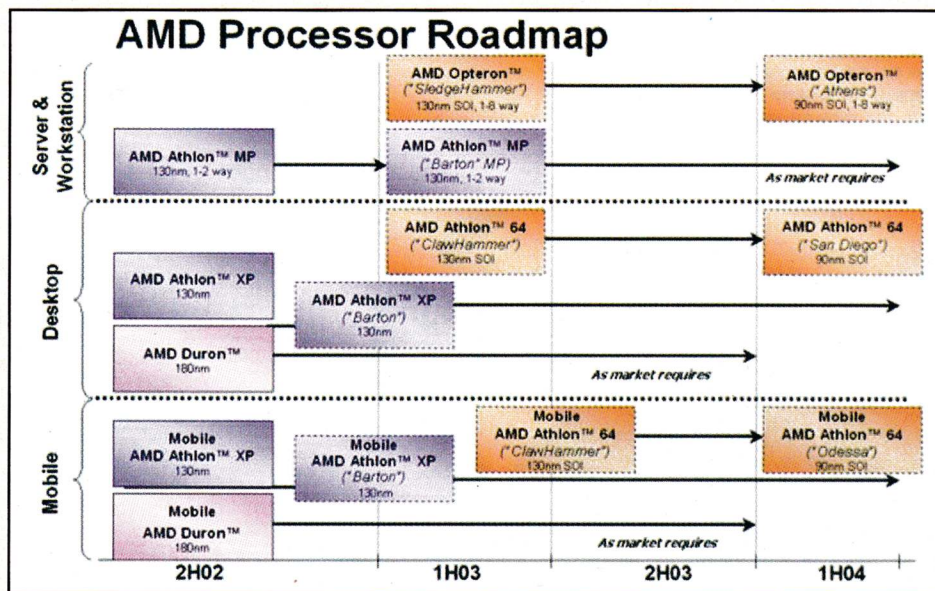 AMD Processor Roadmap
Server &
Workstation
AMD Opteron™
("SledgeHammer")
130nm SOI, 1-8 way
AMD Opteron™
("Athens")
90nm SOI, 1-8 way
AMD Athlon™ MP
130nm, 1-2 way
AMD Athlon™ MP
("Barton" MP)
130nm, 1-2 way
As market requires
Desktop
AMD Athlon™ 64
("ClawHammer")
130nm SOI
AMD Athlon™ 64
("San Diego")
90nm SOI
AMD Athlon™ XP
130nm
AMD Athlon™ XP
("Barton")
130nm
AMD Duron™
180nm
As market requires
Mobile
Mobile
AMD Athlon™ XP
130nm
Mobile
AMD Athlon™ XP
("Barton")
130nm
Mobile
AMD Athlon™ 64
("ClawHammer")
130nm SOI
Mobile
AMD Athlon™ 64
("Odessa")
90nm SOI
Mobile
AMD Duron™
180nm
As market requires
2H02
1H03
2H03
1H04